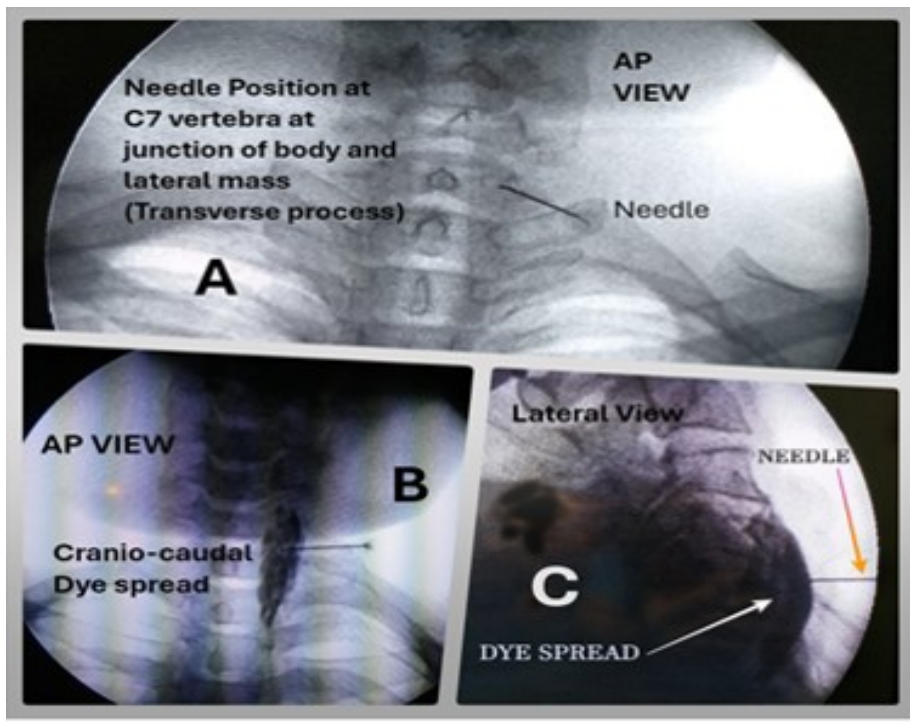 Needle Position at
C7 vertebra at
junction of body and
lateral mass
(Transverse process)
AP
VIEW
Needle
A
AP VIEW
B
Cranio-caudal
Dye spread
Lateral View
NEEDLE
C
DYE SPREAD